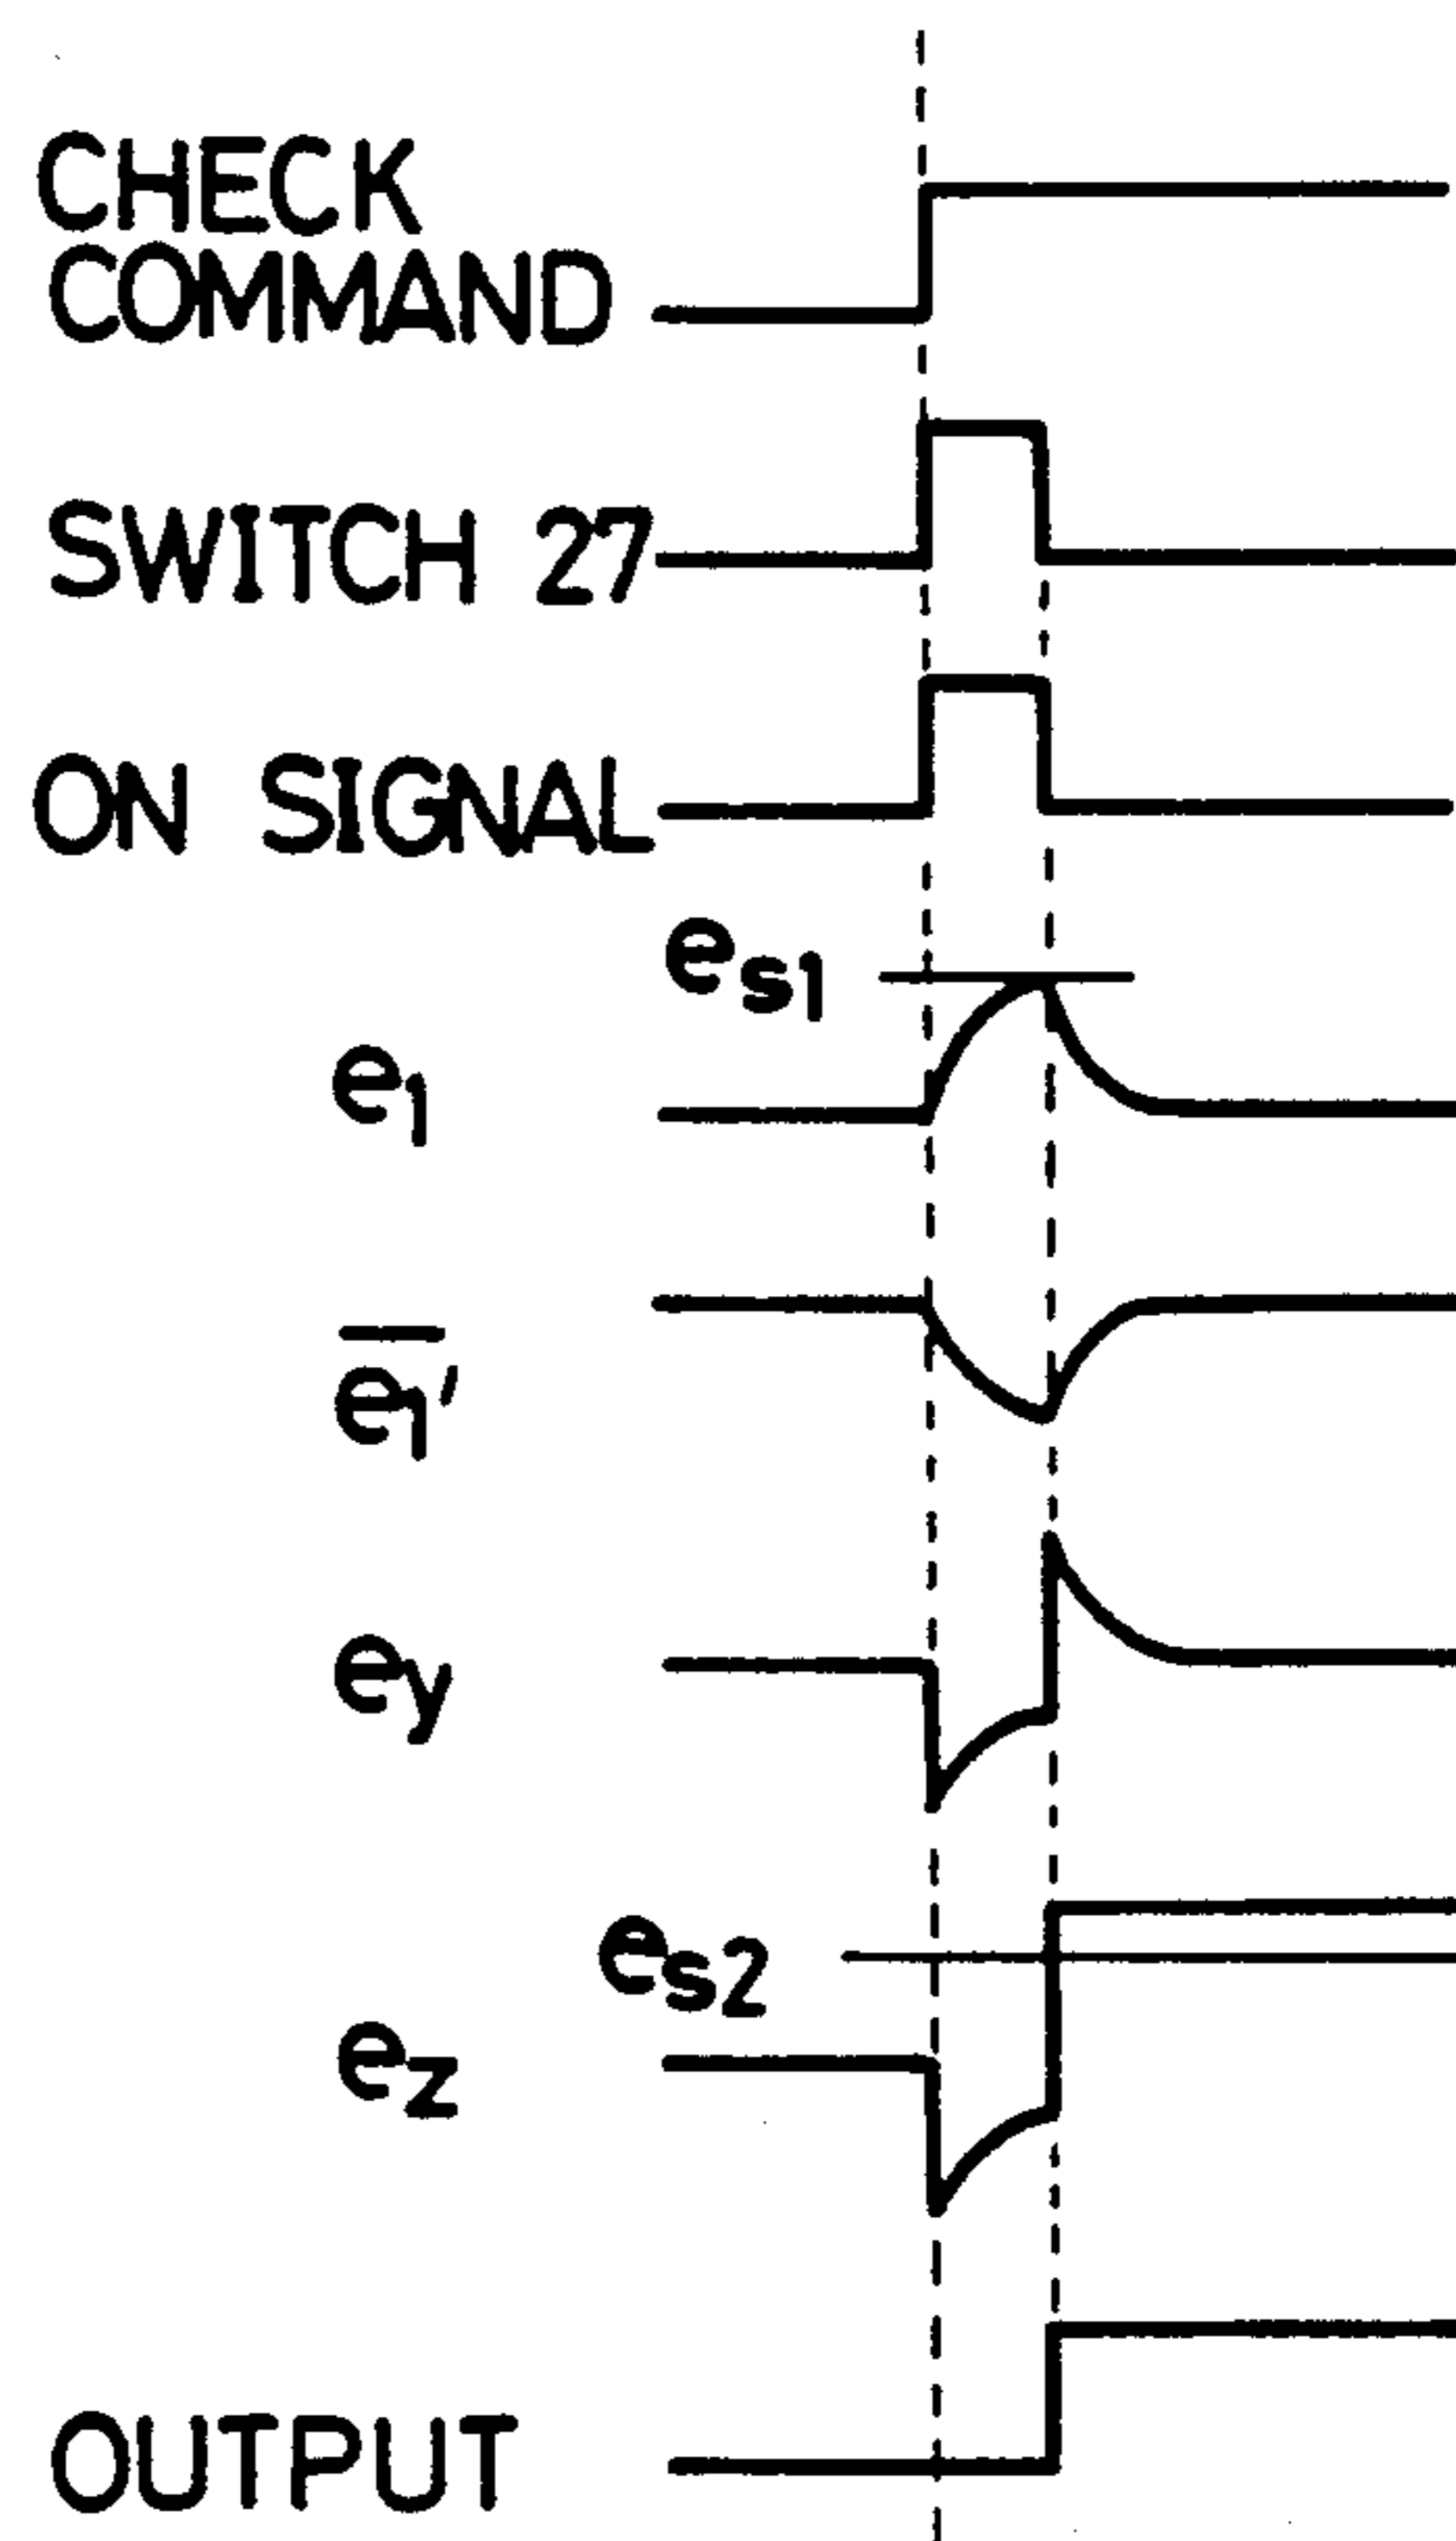 CHECK
COMMAND
SWITCH 27
ON SIGNAL
es1
e1
e1′
ey
es2
ez
OUTPUT